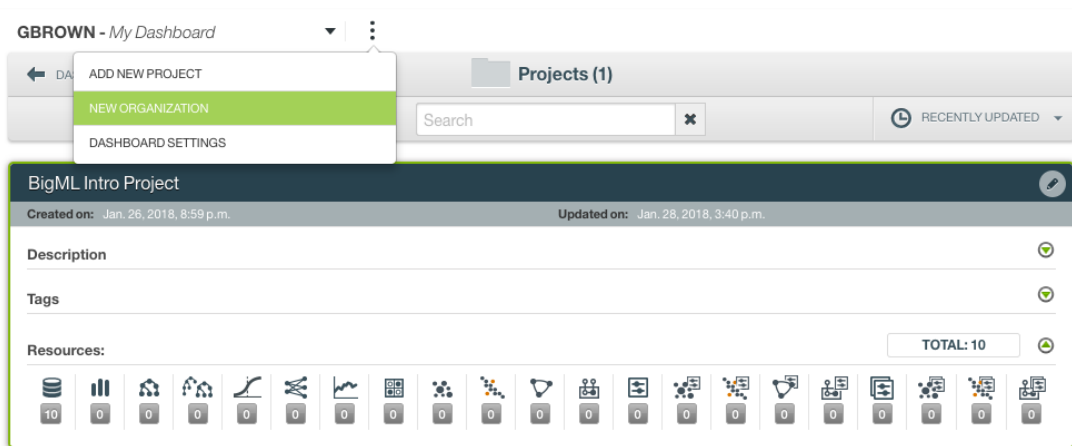 GBROWN - My Dashboard
ADD NEW PROJECT
DA
Projects (1)
NEW ORGANIZATION
Search
RECENTLY UPDATED
DASHBOARD SETTINGS
BigML Intro Project
Created on: Jan. 26, 2018, 8:59 p.m.
Updated on: Jan. 28, 2018, 3:40 p.m.
Description
Tags
Resources:
TOTAL: 10
10 0 0 0 0 0 0 0 0 0 0 0 0 0 0 0 0 0 0 0 0